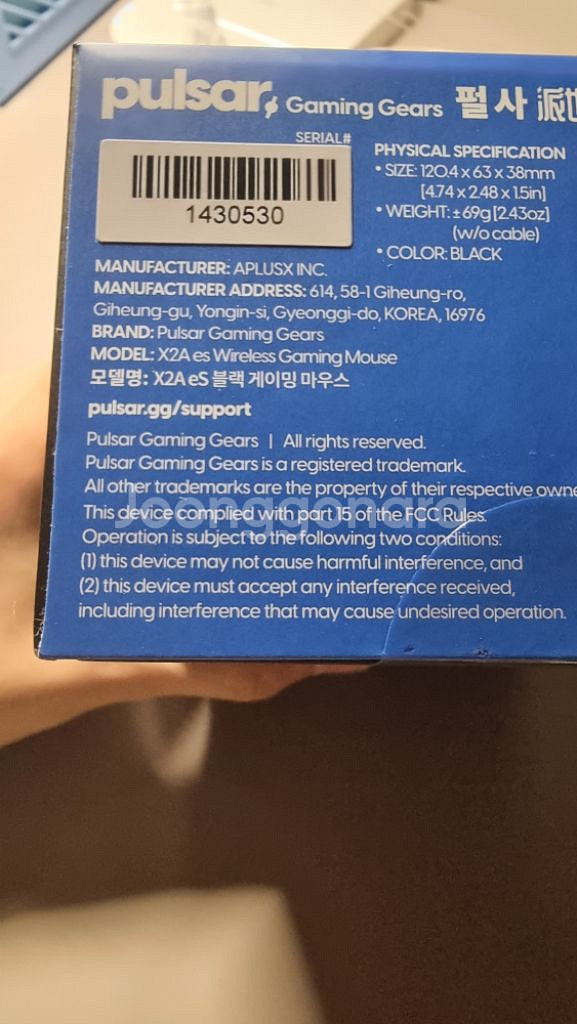 pulsar Gaming Gears 펄사 派世
SERIAL#
1430530
PHYSICAL SPECIFICATION
• SIZE: 120.4 x 63 x 38mm
[4.74 x 2.48 x 1.5in]
• WEIGHT: ±69g [2.43oz]
(w/o cable)
• COLOR: BLACK
MANUFACTURER: APLUSX INC.
MANUFACTURER ADDRESS: 614, 58-1 Giheung-ro,
Giheung-gu, Yongin-si, Gyeonggi-do, KOREA, 16976
BRAND: Pulsar Gaming Gears
MODEL: X2A es Wireless Gaming Mouse
모델명: X2A eS 블랙 게이밍 마우스
pulsar.gg/support
Pulsar Gaming Gears | All rights reserved.
Pulsar Gaming Gears is a registered trademark.
All other trademarks are the property of their respective owne
Joonggonara
This device complied with part 15 of the FCC Rules.
Operation is subject to the following two conditions:
(1) this device may not cause harmful interference, and
(2) this device must accept any interference received,
including interference that may cause undesired operation.